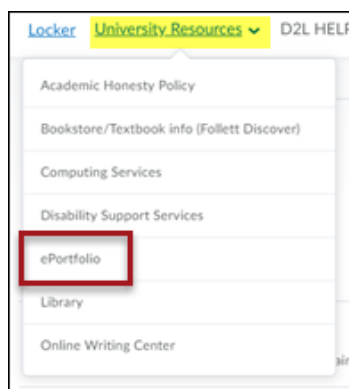 Locker University Resources D2L HELP
Academic Honesty Policy
Bookstore/Textbook info (Follett Discover)
Computing Services
Disability Support Services
ePortfolio
Library
Online Writing Center